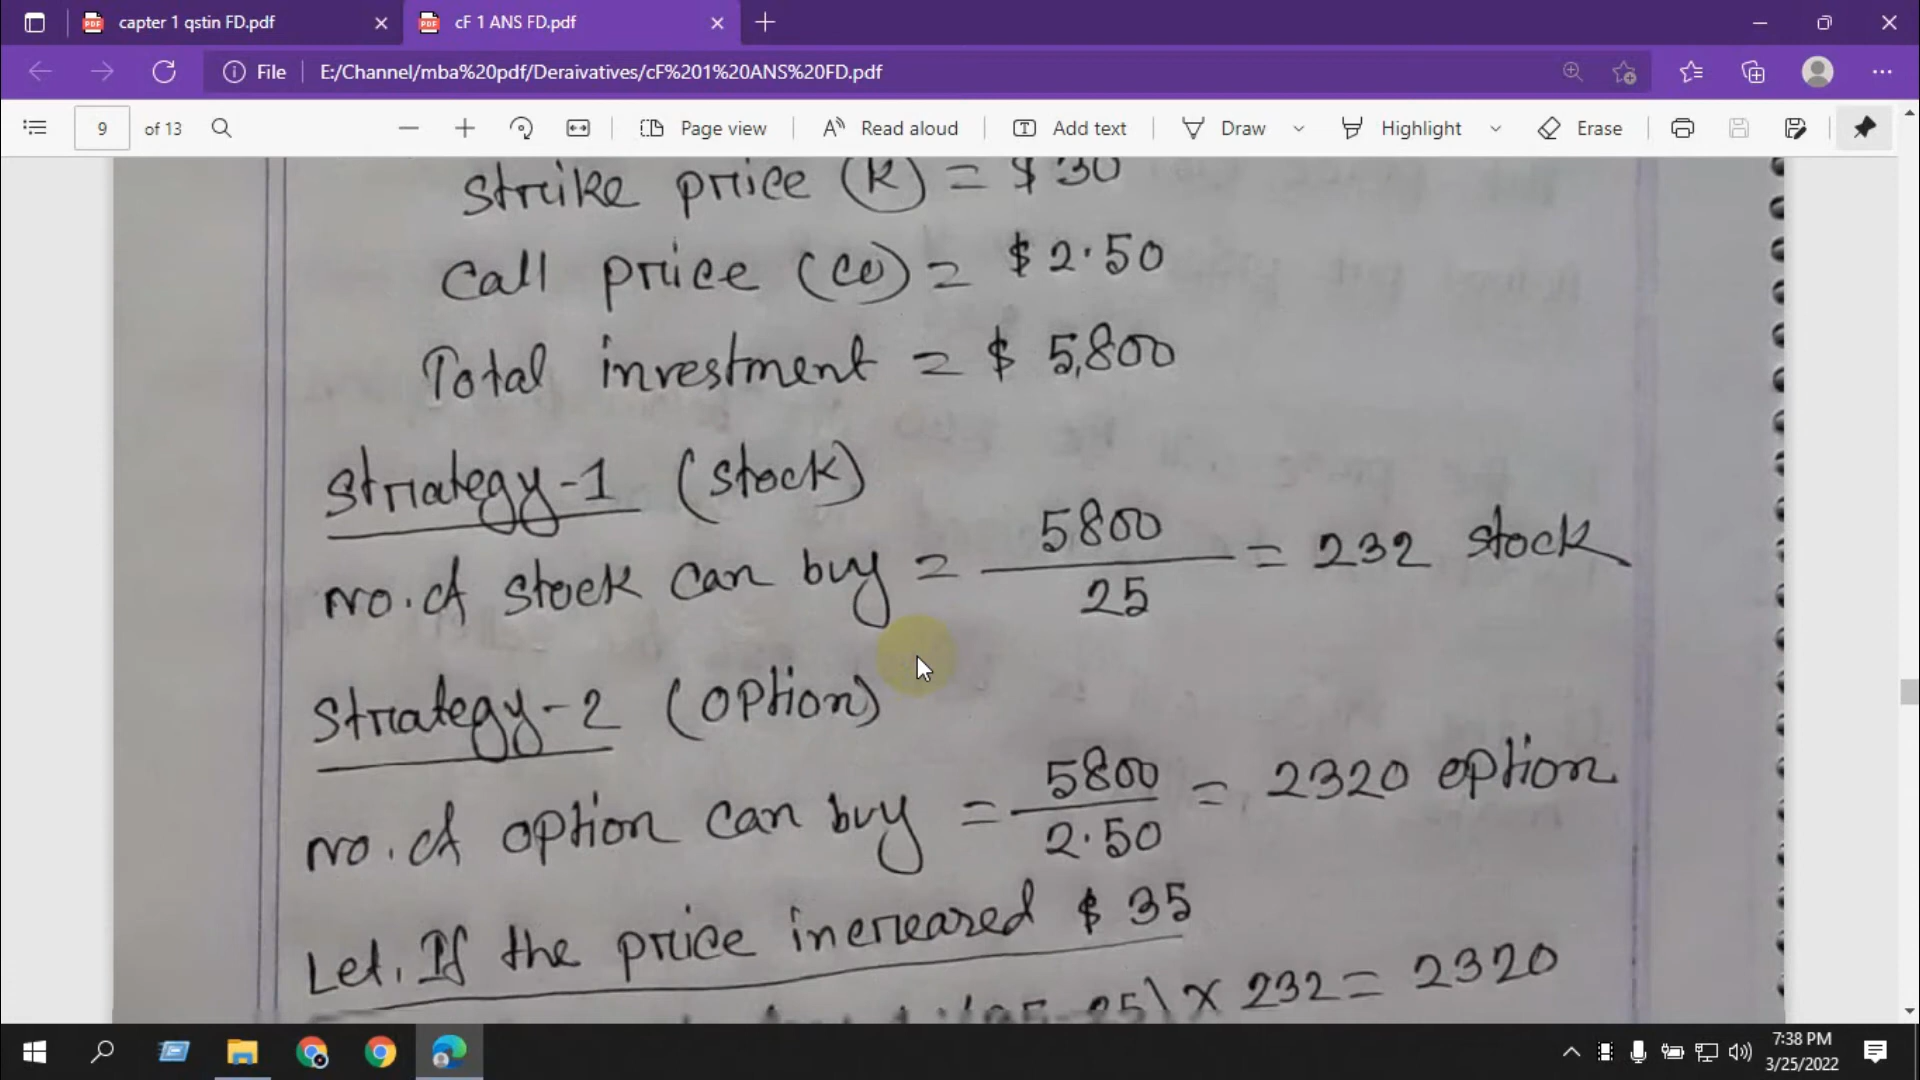 capter 1 qstin FD.pdf
cF 1 ANS FD.pdf
File
E:/Channel/mba%20pdf/Deraivatives/cF%201%20ANS%20FD.pdf
9 of 13
Page view
Read aloud
Add text
Draw
Highlight
Erase
Strike price (K) = $ 30
Call price (C0) = $ 2.50
Total investment = $ 5,800
Strategy-1 (Stock)
No. of stock can buy = 5800 / 25 = 232 stock
Strategy-2 (option)
No. of option can buy = 5800 / 2.50 = 2320 option
Let. If the price increased $ 35
(35-25) X 232 = 2320
7:38 PM
3/25/2022